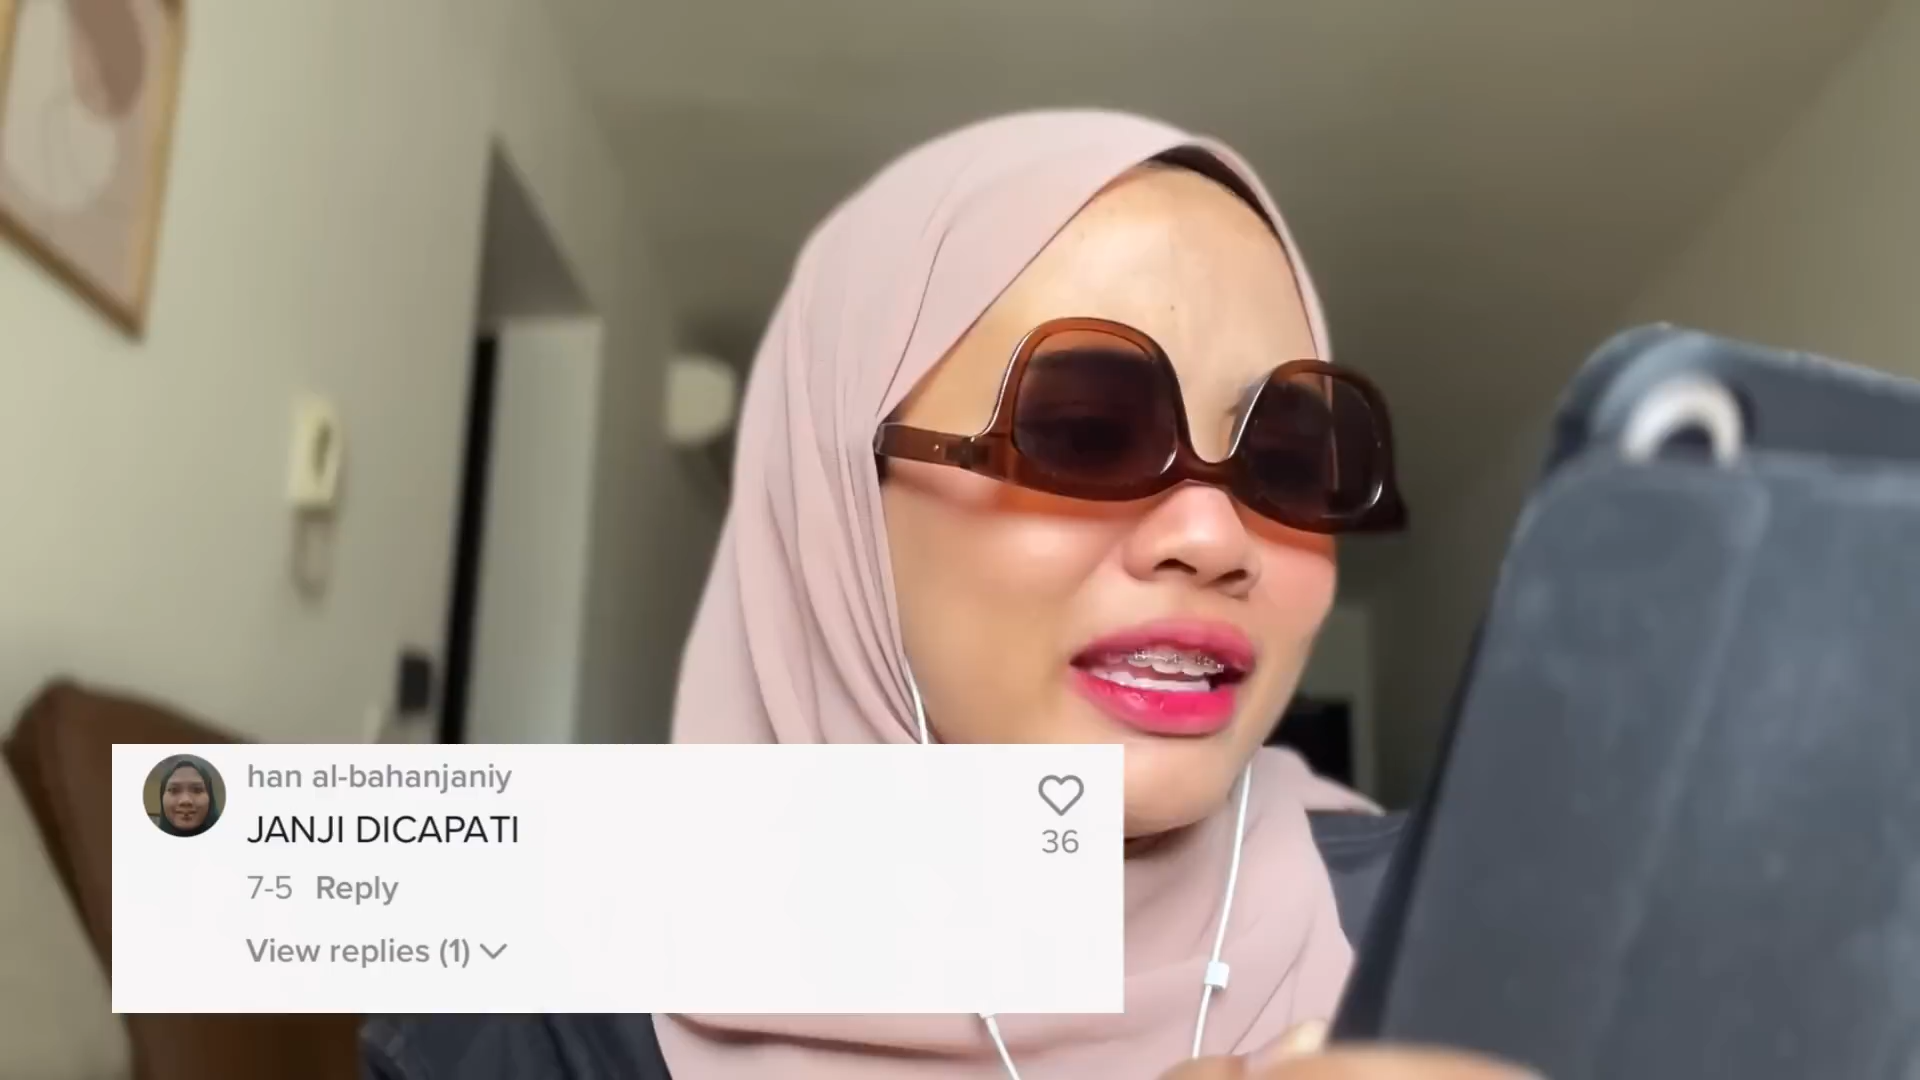 han al-bahanjaniy
JANJI DICAPATI
36
7-5 Reply
View replies (1)